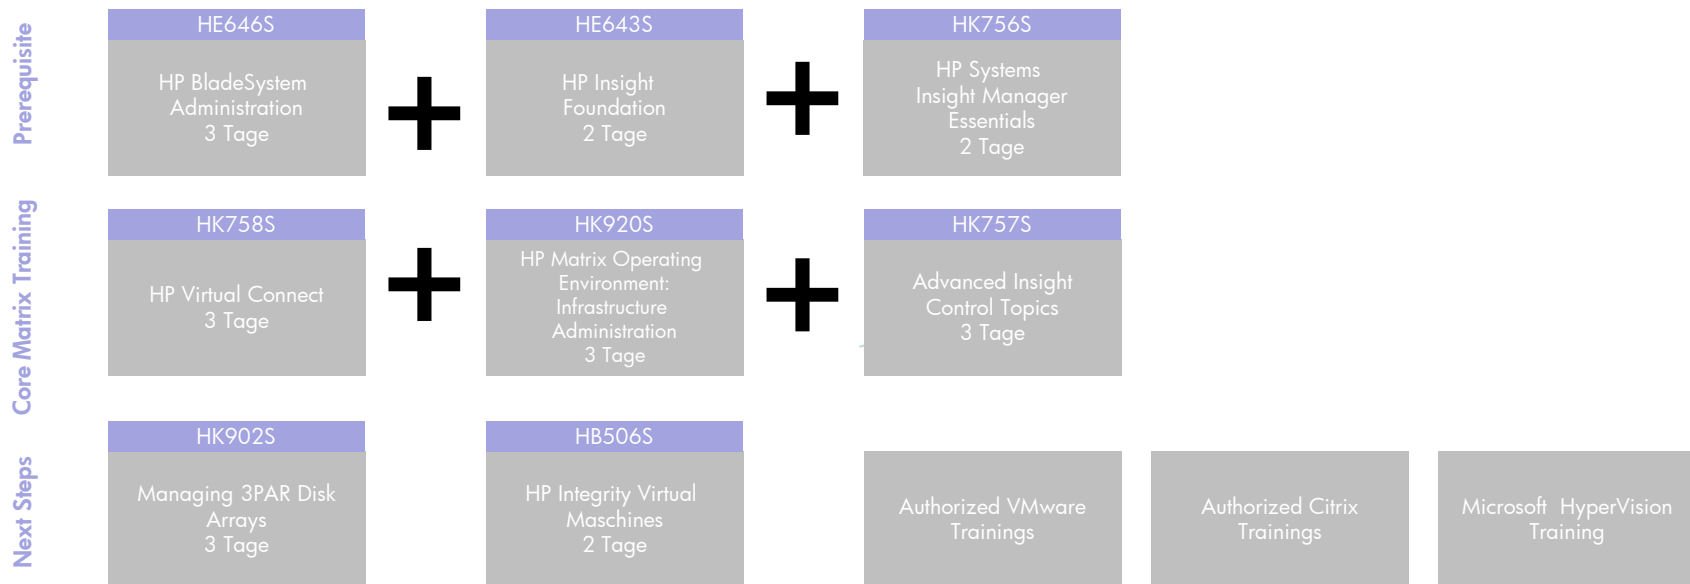 Prerequisite
HE646S
HP BladeSystem
Administration
3 Tage
HE643S
HP Insight
Foundation
2 Tage
HK756S
HP Systems
Insight Manager
Essentials
2 Tage
Core Matrix Training
HK758S
HP Virtual Connect
3 Tage
HK920S
HP Matrix Operating
Environment:
Infrastructure
Administration
3 Tage
HK757S
Advanced Insight
Control Topics
3 Tage
Next Steps
HK902S
Managing 3PAR Disk
Arrays
3 Tage
HB506S
HP Integrity Virtual
Maschines
2 Tage
Authorized VMware
Trainings
Authorized Citrix
Trainings
Microsoft HyperVision
Training